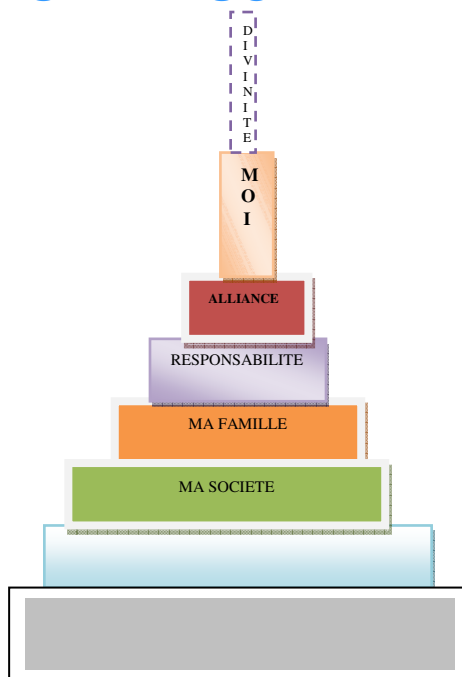 DIVINITE
MOI
ALLIANCE
RESPONSABILITE
MA FAMILLE
MA SOCIETE